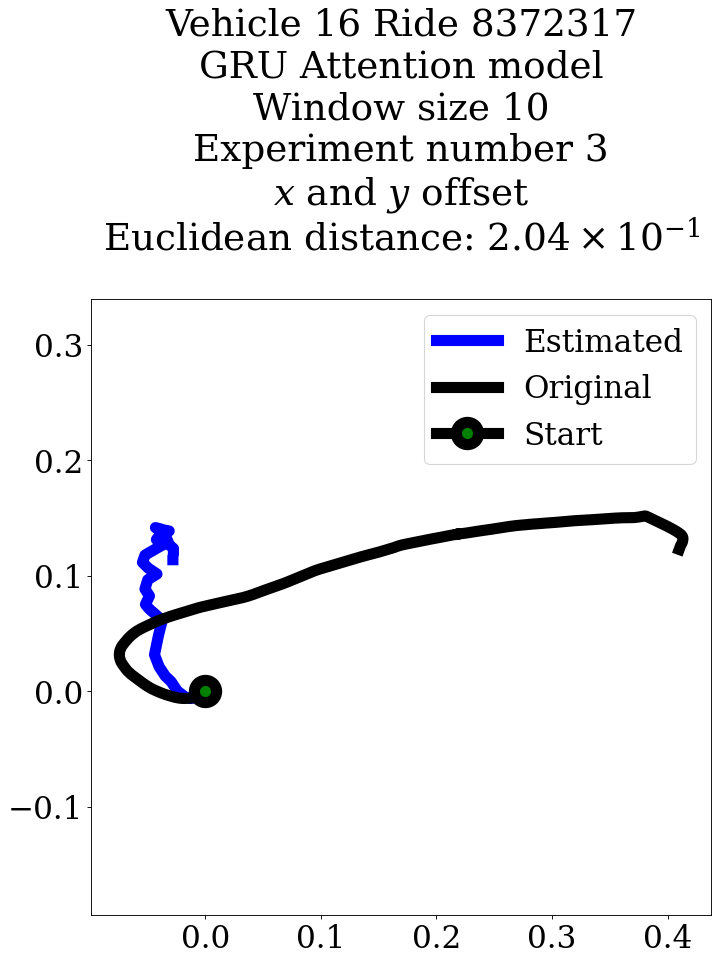 Vehicle 16 Ride 8372317
GRU Attention model
Window size 10
Experiment number 3
x and y offset
Euclidean distance: 2.04 × 10⁻¹
Estimated
Original
Start
0.3
0.2
0.1
0.0
−0.1
0.0 0.1 0.2 0.3 0.4